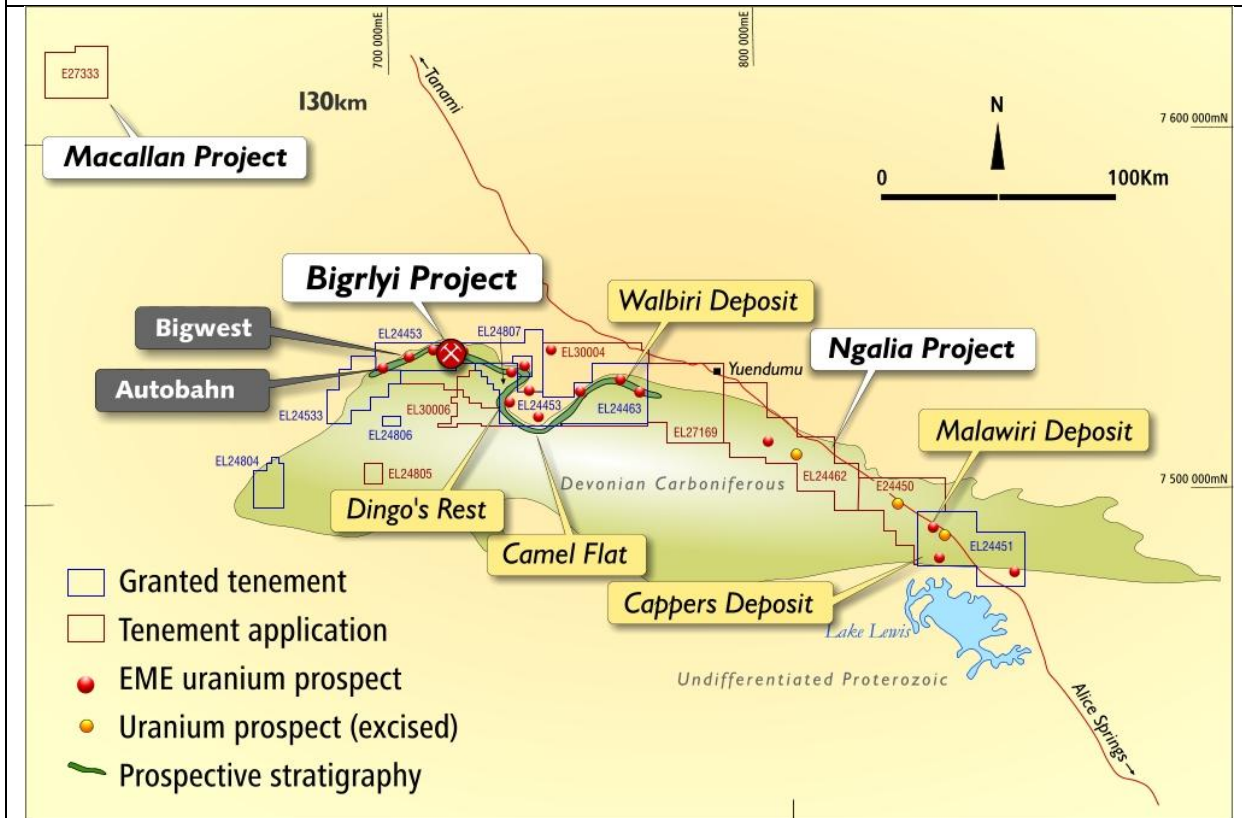 700 000mE
800 000mE
E27333
130km
Tanami
N
7 600 000mN
Macallan Project
0
100Km
Bigrlyi Project
Walbiri Deposit
Bigwest
EL24453
EL24807
EL30004
Ngalia Project
Yuendumu
Autobahn
EL24533
EL30006
EL24453
EL24463
EL24806
EL27169
Malawiri Deposit
EL24804
EL24805
EL24462
E24450
7 500 000mN
Devonian Carboniferous
Dingo's Rest
EL24451
Camel Flat
Granted tenement
Cappers Deposit
Tenement application
Lake Lewis
EME uranium prospect
Undifferentiated Proterozoic
Uranium prospect (excised)
Alice Springs
Prospective stratigraphy